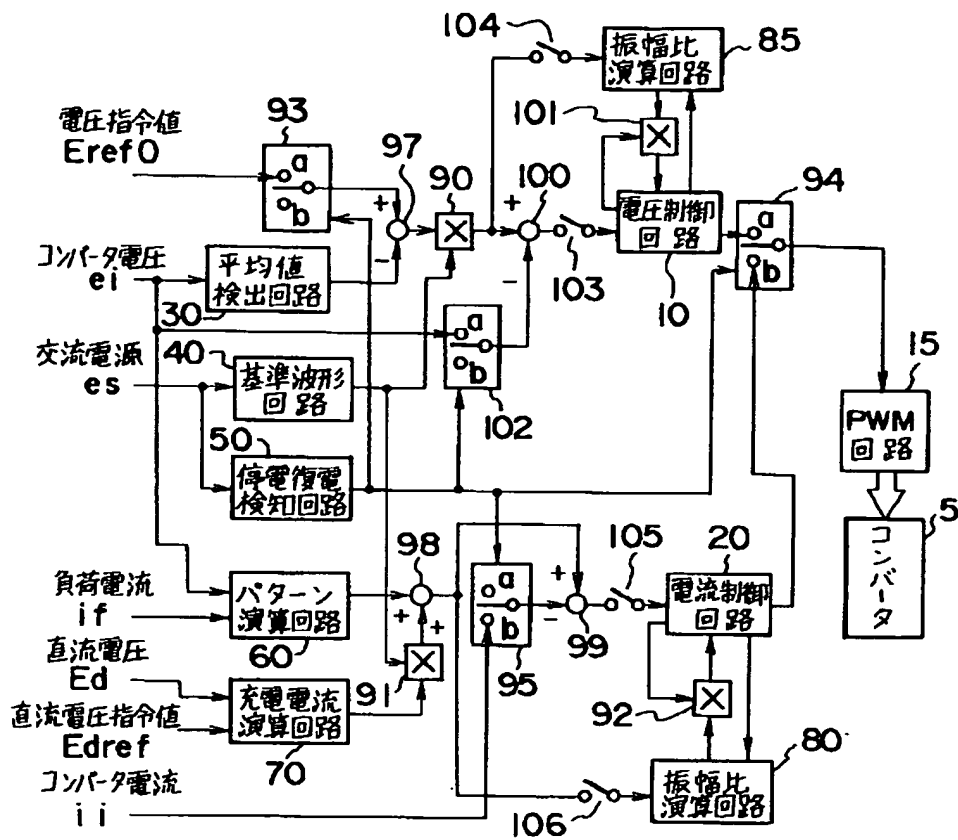 104
振幅比
演算回路
85
電圧指令値
Eref0
93
a
b
97
90
101
100
電圧制御
回路
94
a
b
+
-
+
-
103
10
コンバータ電圧
ei
平均値
検出回路
30
交流電源
es
40
基準波形
回路
a
b
102
15
PWM
回路
50
停電復電
検知回路
5
コンバータ
98
105
20
負荷電流
if
パターン
演算回路
60
+
+
a
b
95
+
-
99
電流制御
回路
直流電圧
Ed
91
92
直流電圧指令値
Edref
充電電流
演算回路
70
80
コンバータ電流
ii
106
振幅比
演算回路